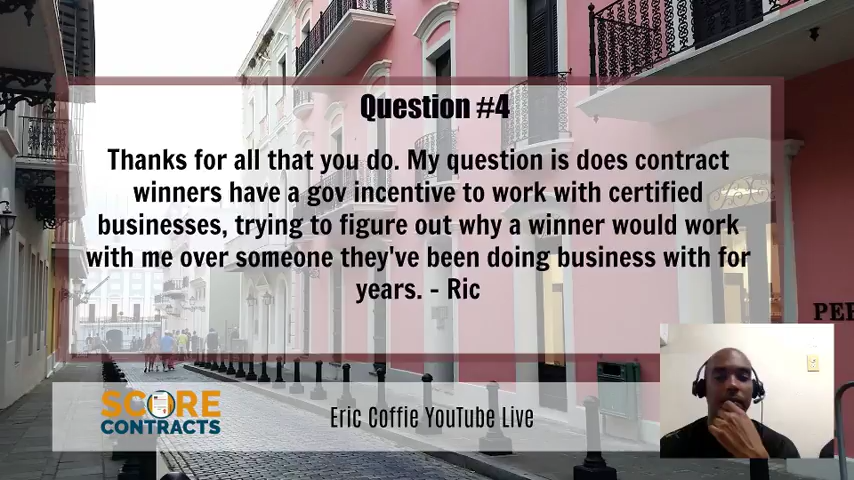 Question #4
Thanks for all that you do. My question is does contract
winners have a gov incentive to work with certified
businesses, trying to figure out why a winner would work
with me over someone they've been doing business with for
years. - Ric
PE
SCORE
CONTRACTS
Eric Coffie YouTube Live